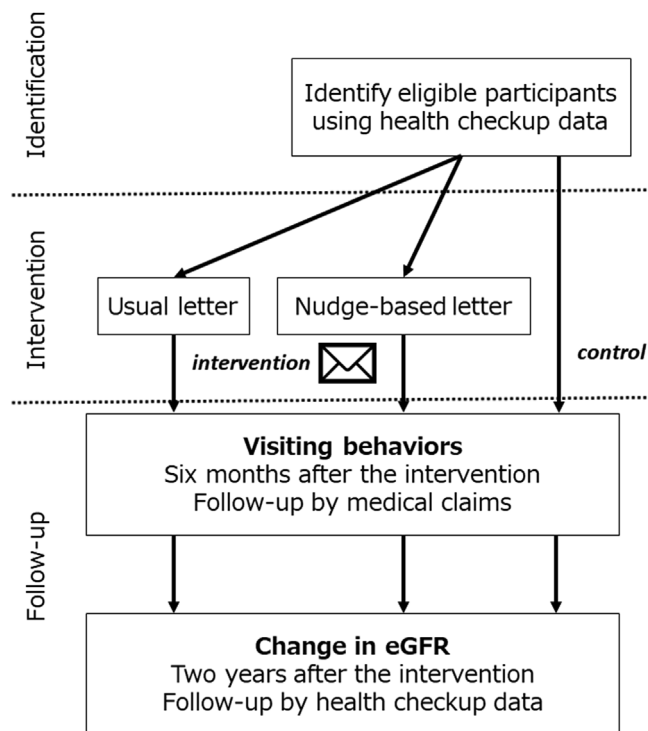 Identification
Identify eligible participants
using health checkup data
Intervention
Usual letter
Nudge-based letter
intervention
control
Follow-up
Visiting behaviors
Six months after the intervention
Follow-up by medical claims
Change in eGFR
Two years after the intervention
Follow-up by health checkup data